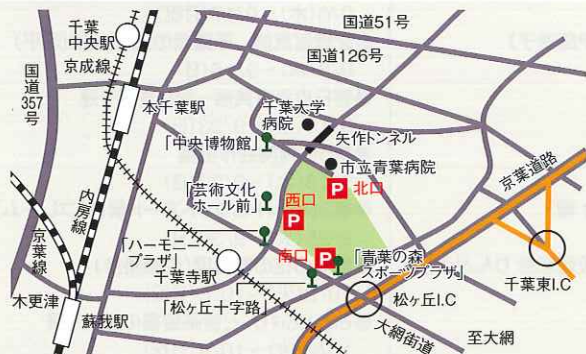 国道51号
国道126号
千葉
中央駅
京成線
国道
357
号
本千葉駅
千葉大学
病院
「中央博物館」
矢作トンネル
市立青葉病院
P
北口
西口
P
「芸術文化
ホール前」
内房線
京葉道路
京葉線
「ハーモニー
プラザ」
南口
P
「青葉の森
スポーツプラザ」
千葉寺駅
「松ヶ丘十字路」
松ヶ丘I.C
千葉東I.C
木更津
蘇我駅
大網街道
至大網